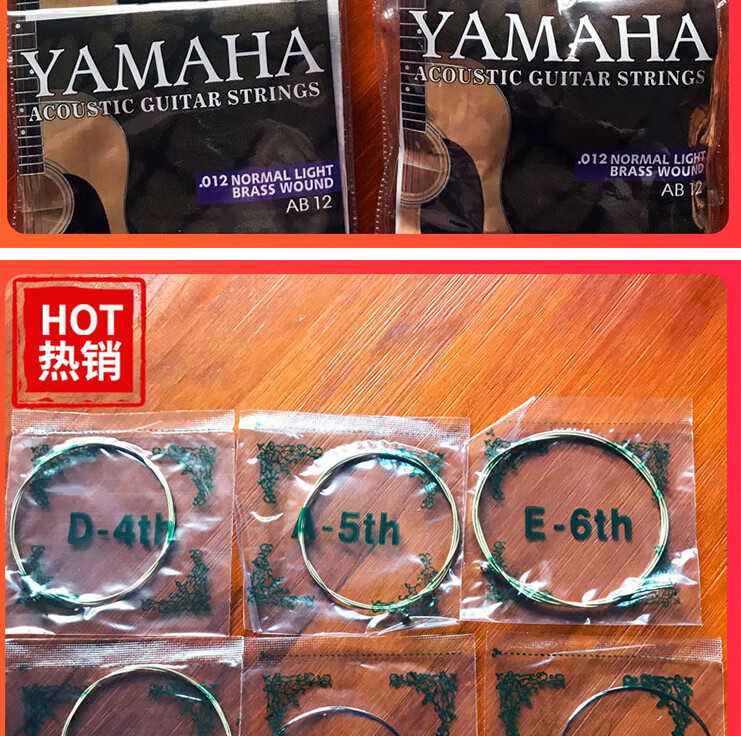 YAMAHA
ACOUSTIC GUITAR STRINGS
.012 NORMAL LIGHT
BRASS WOUND
AB 12
YAMAHA
ACOUSTIC GUITAR STRINGS
.012 NORMAL LIGHT
BRASS WOUND
AB 12
HOT
热销
D-4th
A-5th
E-6th